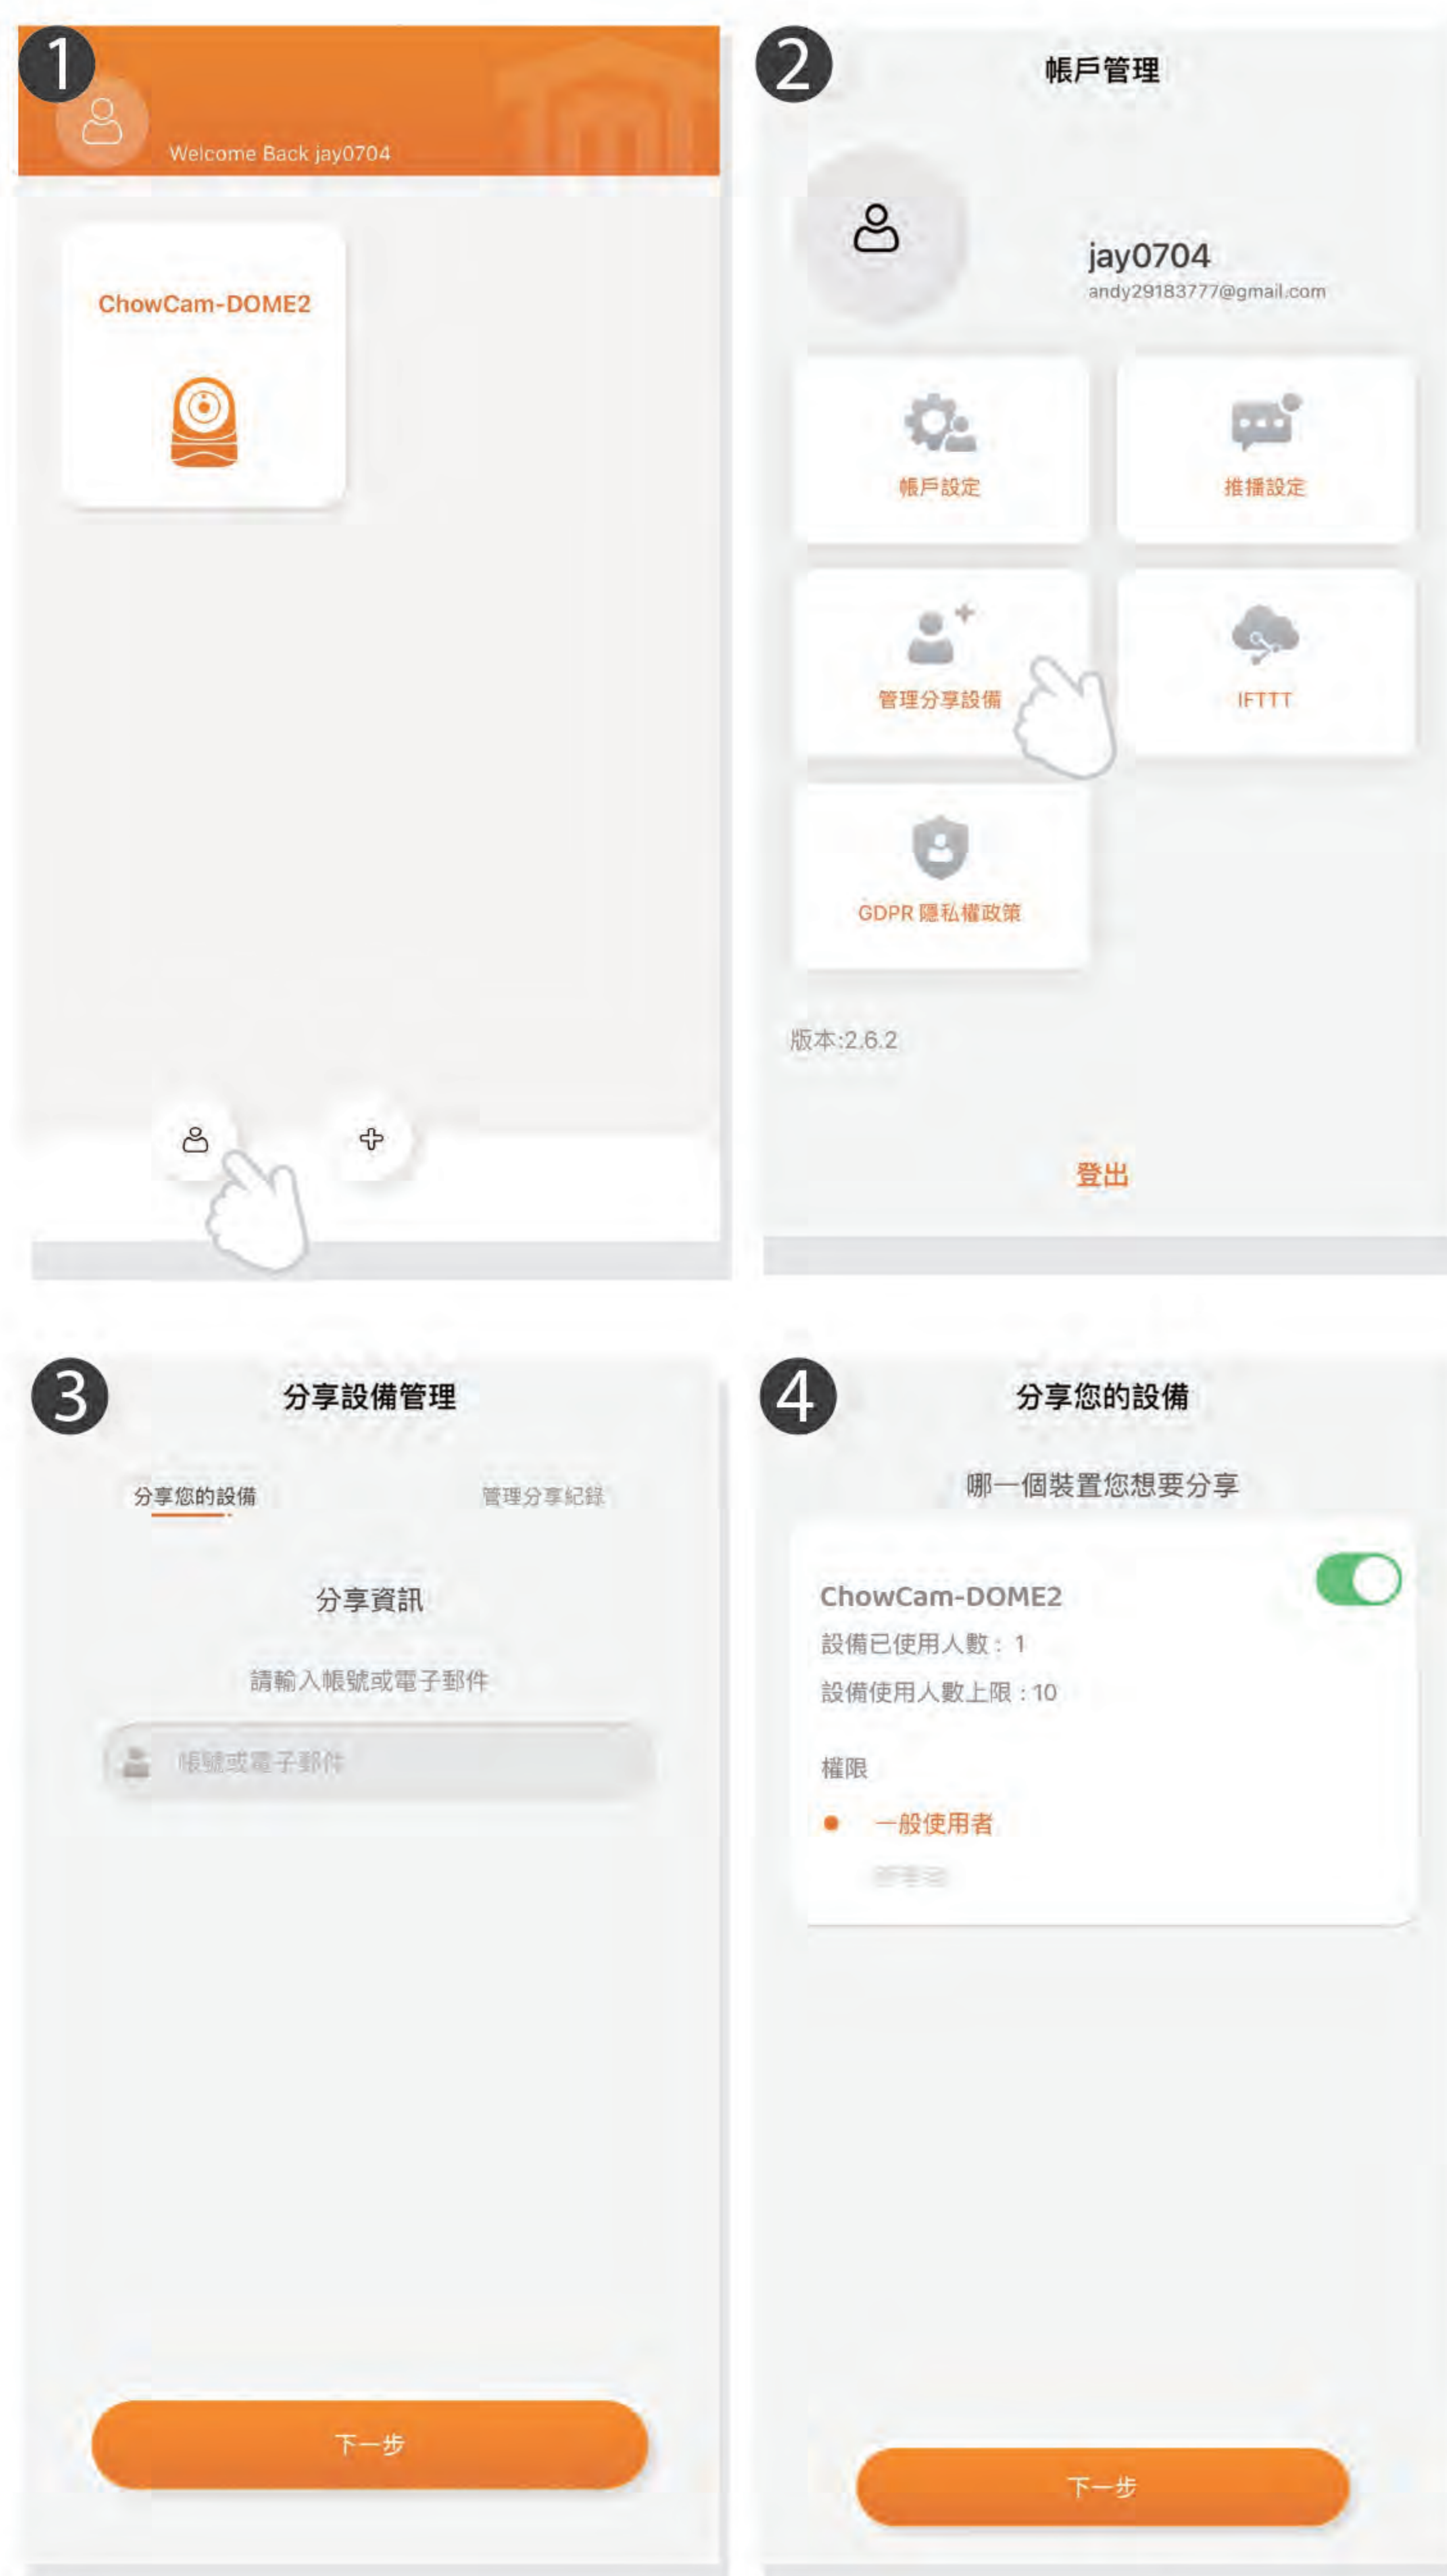 1
Welcome Back jay0704
ChowCam-DOME2
2
帳戶管理
jay0704
andy29183777@gmail.com
帳戶設定
推播設定
管理分享設備
IFTTT
GDPR 隱私權政策
版本:2.6.2
登出
3
分享設備管理
分享您的設備
管理分享紀錄
分享資訊
請輸入帳號或電子郵件
帳號或電子郵件
下一步
4
分享您的設備
哪一個裝置您想要分享
ChowCam-DOME2
設備已使用人數 : 1
設備使用人數上限 : 10
權限
一般使用者
下一步